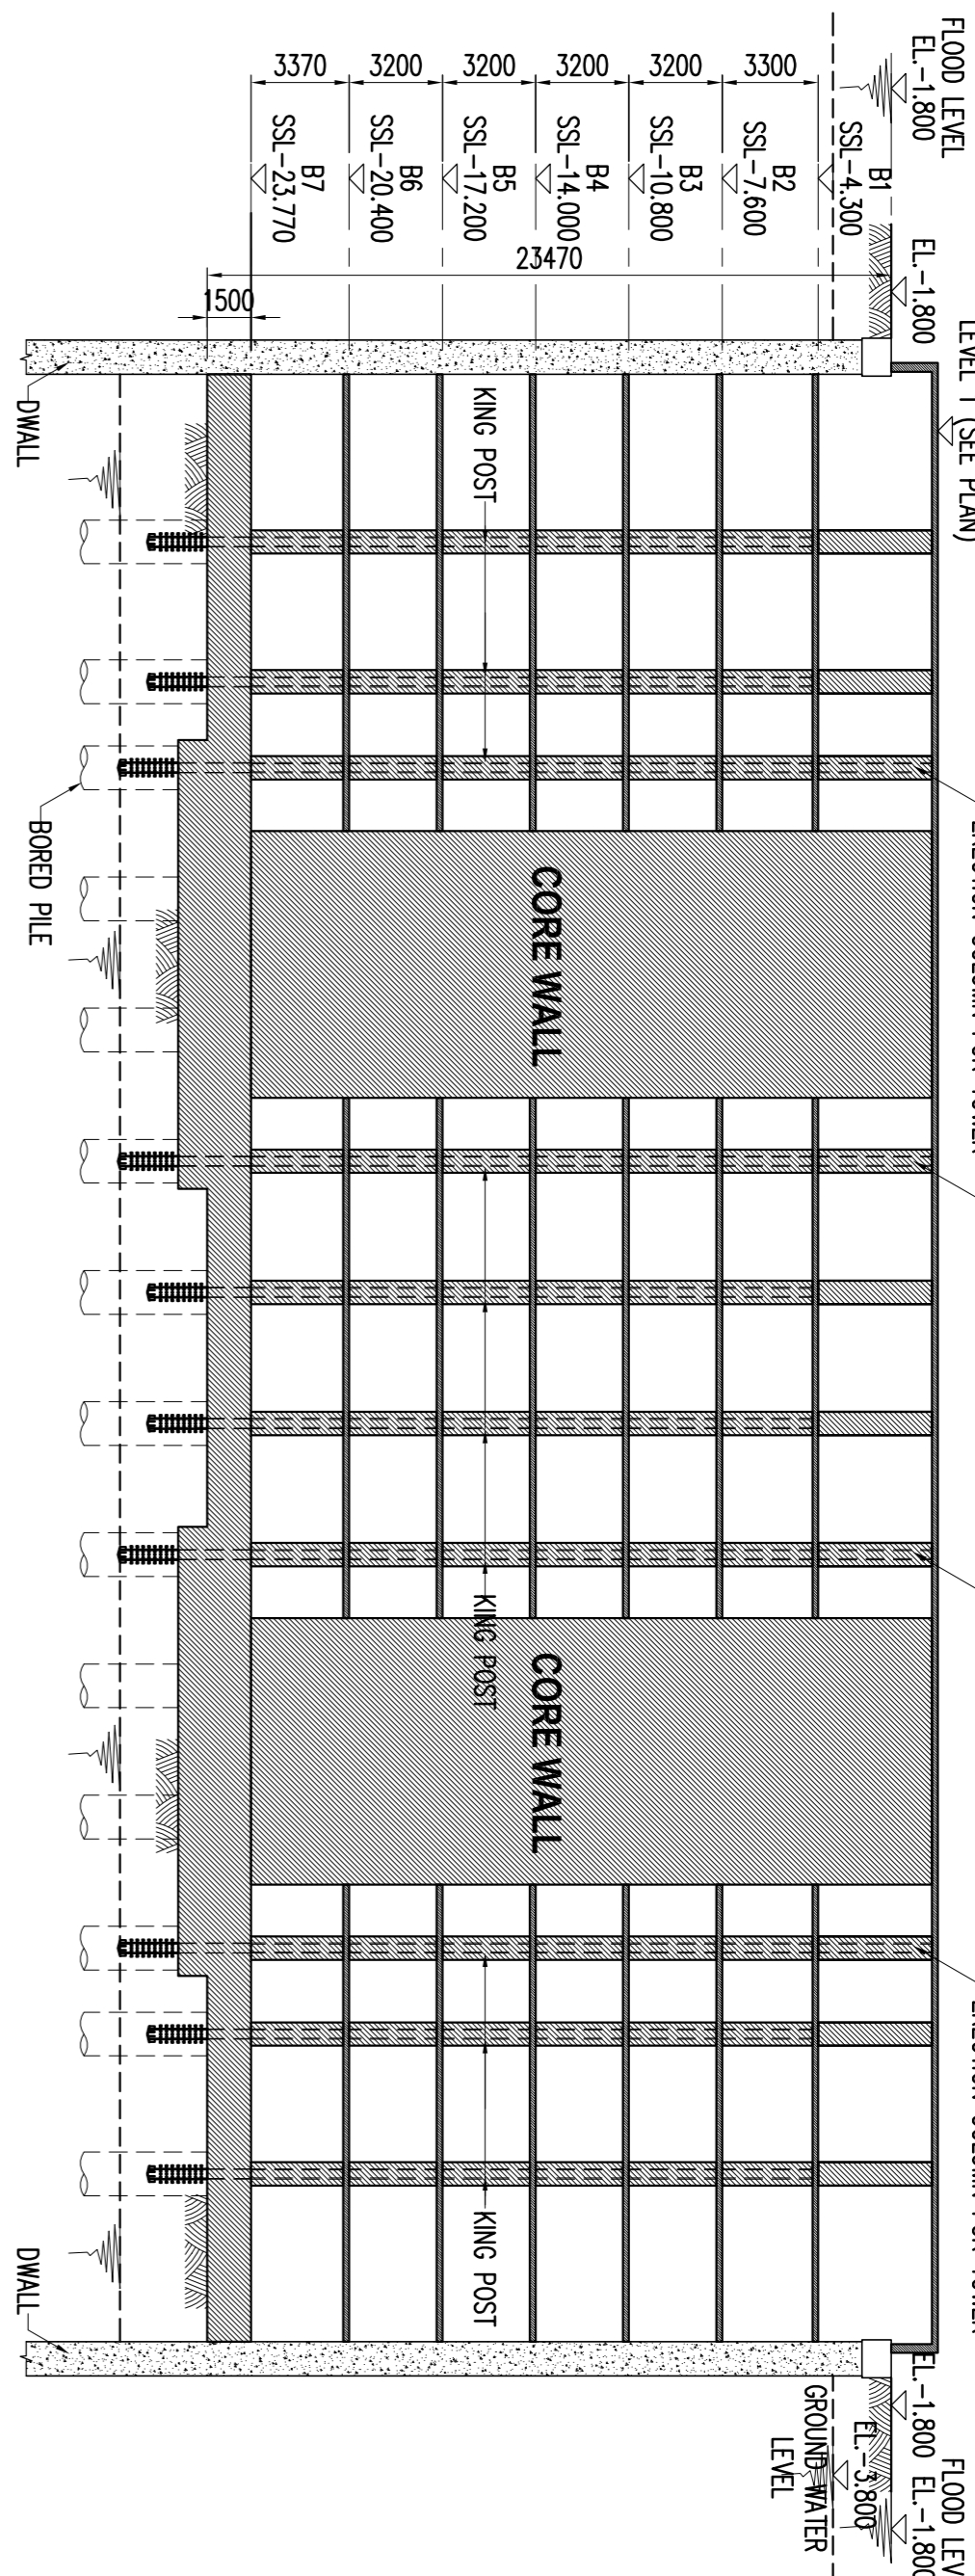 FLOOD LEVEL
EL.-1.800
EL.-1.800
LEVEL 1 (SEE PLAN)
B1
SSL-4.300
B2
SSL-7.600
B3
SSL-10.800
B4
SSL-14.000
B5
SSL-17.200
B6
SSL-20.400
B7
SSL-23.770
3300
3200
3200
3200
3200
3370
23470
1500
KING POST
CORE WALL
KING POST
CORE WALL
KING POST
DWALL
BORED PILE
DWALL
FLOOD LEV
EL.-1.800
EL.-1.800
EL.-3.800
GROUND WATER
LEVEL